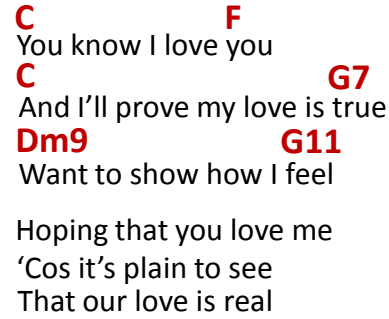 C F
You know I love you
C G7
And I'll prove my love is true
Dm9 G11
Want to show how I feel
Hoping that you love me
‘Cos it's plain to see
That our love is real